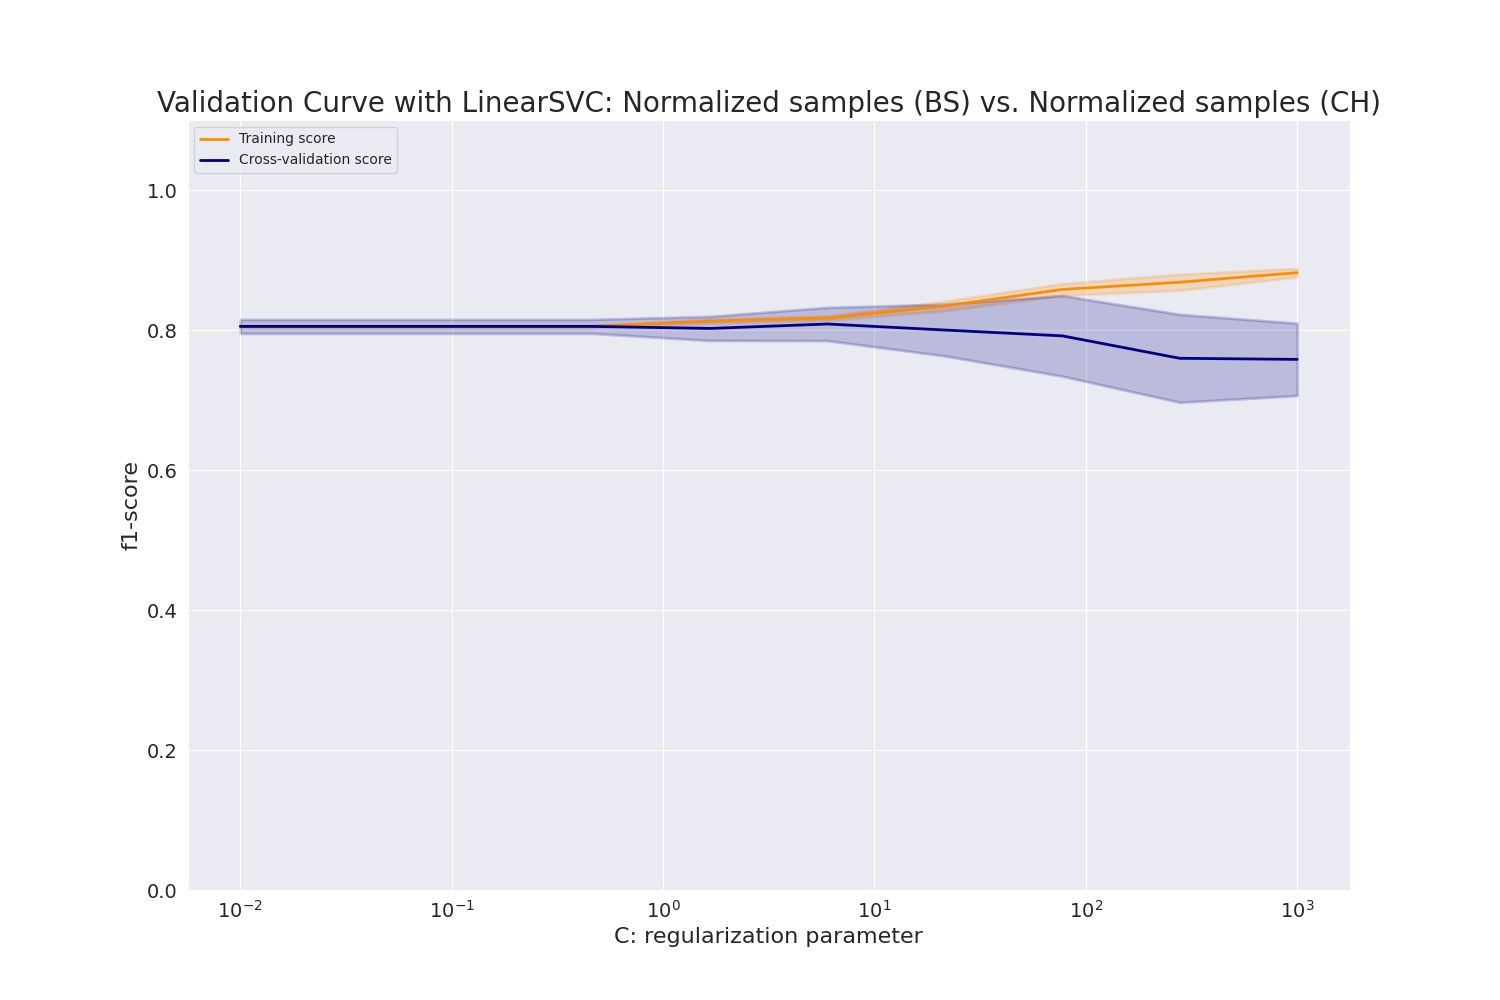 Validation Curve with LinearSVC: Normalized samples (BS) vs. Normalized samples (CH)
Training score
Cross-validation score
1.0
0.8
0.6
0.4
0.2
0.0
f1-score
10⁻² 10⁻¹ 10⁰ 10¹ 10² 10³
C: regularization parameter